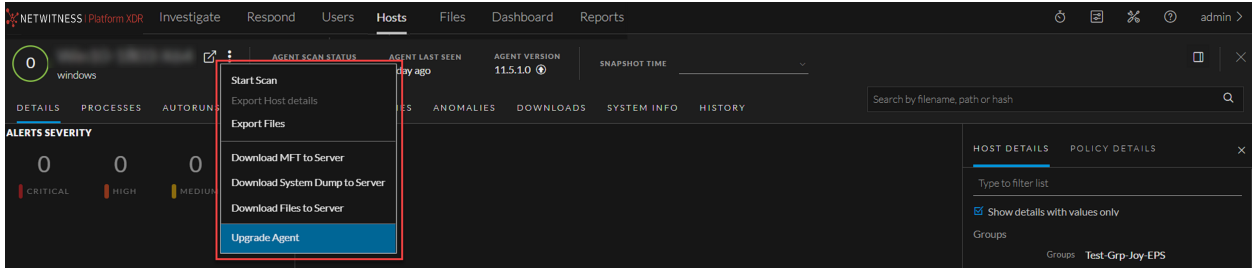 NETWITNESS | Platform XDR Investigate Respond Users Hosts Files Dashboard Reports admin >
0
windows
AGENT SCAN STATUS AGENT LAST SEEN AGENT VERSION SNAPSHOT TIME
day ago 11.5.1.0
Start Scan
Export Host details
Export Files
Download MFT to Server
Download System Dump to Server
Download Files to Server
Upgrade Agent
DETAILS PROCESSES AUTORUNS ES ANOMALIES DOWNLOADS SYSTEM INFO HISTORY
Search by filename, path or hash
ALERTS SEVERITY
0 0 0
CRITICAL HIGH MEDIUM
HOST DETAILS POLICY DETAILS
Type to filter list
Show details with values only
Groups
Groups Test-Grp-Joy-EPS